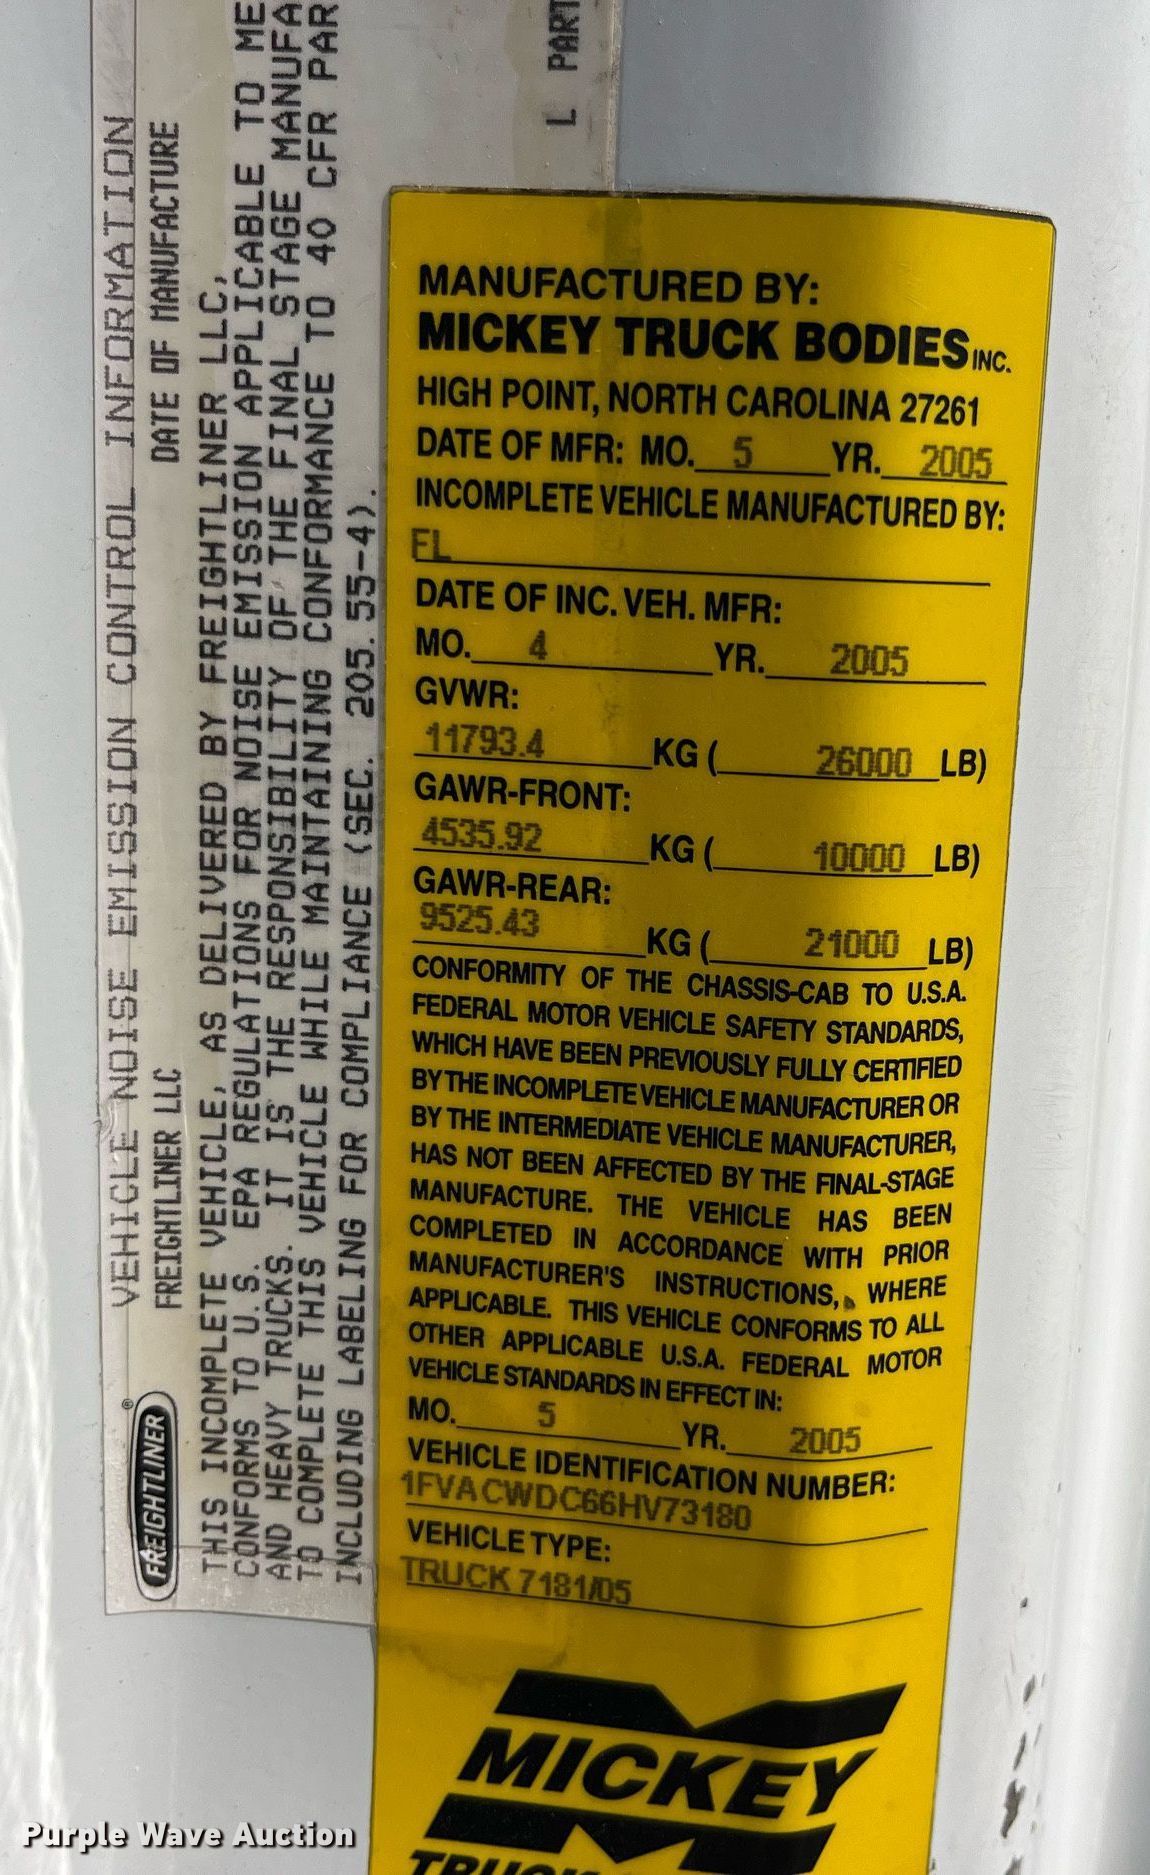 VEHICLE NOISE EMISSION CONTROL INFORMATION
FREIGHTLINER LLC DATE OF MANUFACTURE
FREIGHTLINER®
THIS INCOMPLETE VEHICLE, AS DELIVERED BY FREIGHTLINER LLC,
CONFORMS TO U.S. EPA REGULATIONS FOR NOISE EMISSION APPLICABLE TO ME
AND HEAVY TRUCKS. IT IS THE RESPONSIBILITY OF THE FINAL STAGE MANUFA
TO COMPLETE THIS VEHICLE WHILE MAINTAINING CONFORMANCE TO 40 CFR PAR
INCLUDING LABELING FOR COMPLIANCE (SEC. 205.55-4).
L PART
MANUFACTURED BY:
MICKEY TRUCK BODIES INC.
HIGH POINT, NORTH CAROLINA 27261
DATE OF MFR: MO. 5 YR. 2005
INCOMPLETE VEHICLE MANUFACTURED BY:
FL
DATE OF INC. VEH. MFR:
MO. 4 YR. 2005
GVWR:
11793.4 KG ( 26000 LB)
GAWR-FRONT:
4535.92 KG ( 10000 LB)
GAWR-REAR:
9525.43 KG ( 21000 LB)
CONFORMITY OF THE CHASSIS-CAB TO U.S.A.
FEDERAL MOTOR VEHICLE SAFETY STANDARDS,
WHICH HAVE BEEN PREVIOUSLY FULLY CERTIFIED
BY THE INCOMPLETE VEHICLE MANUFACTURER OR
BY THE INTERMEDIATE VEHICLE MANUFACTURER,
HAS NOT BEEN AFFECTED BY THE FINAL-STAGE
MANUFACTURE. THE VEHICLE HAS BEEN
COMPLETED IN ACCORDANCE WITH PRIOR
MANUFACTURER'S INSTRUCTIONS, WHERE
APPLICABLE. THIS VEHICLE CONFORMS TO ALL
OTHER APPLICABLE U.S.A. FEDERAL MOTOR
VEHICLE STANDARDS IN EFFECT IN:
MO. 5 YR. 2005
VEHICLE IDENTIFICATION NUMBER:
1FVACWDC66HV73180
VEHICLE TYPE:
TRUCK 7181/05
MICKEY
TRUCK
Purple Wave Auction